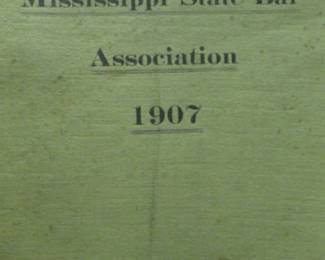 Mississippi State Bar
Association
1907